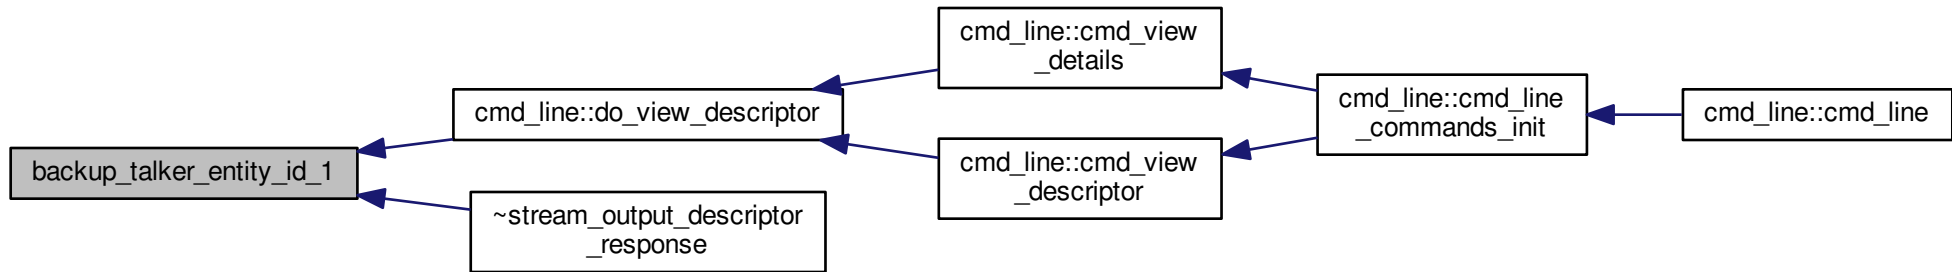 backup_talker_entity_id_1
cmd_line::do_view_descriptor
~stream_output_descriptor
_response
cmd_line::cmd_view
_details
cmd_line::cmd_view
_descriptor
cmd_line::cmd_line
_commands_init
cmd_line::cmd_line